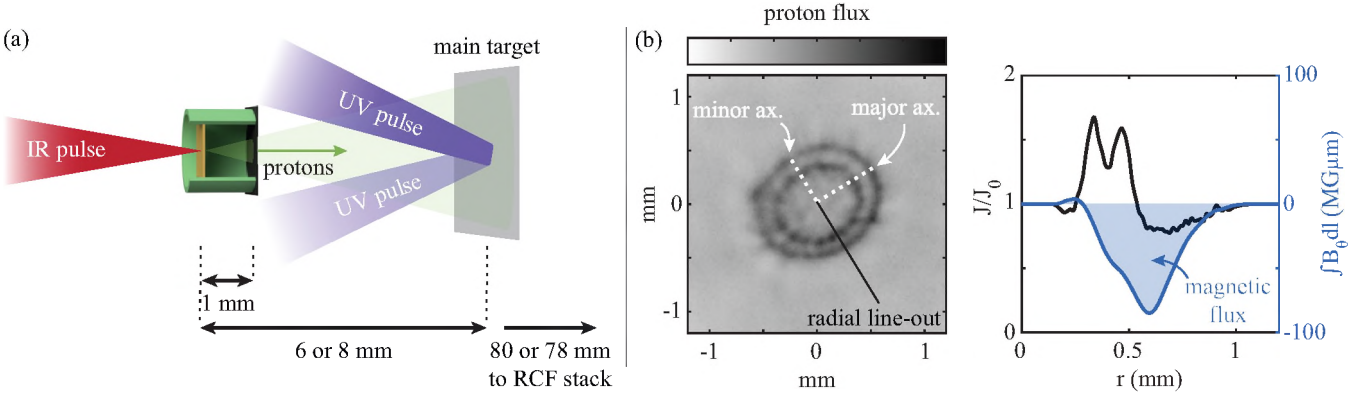 (a)
main target
UV pulse
IR pulse
protons
UV pulse
1 mm
6 or 8 mm
80 or 78 mm
to RCF stack
(b)
proton flux
minor ax.
major ax.
radial line-out
1
0
-1
mm
-1
0
1
mm
2
1
0
J/J₀
0
0.5
1
r (mm)
100
0
-100
∫B_θdl (MGµm)
magnetic
flux